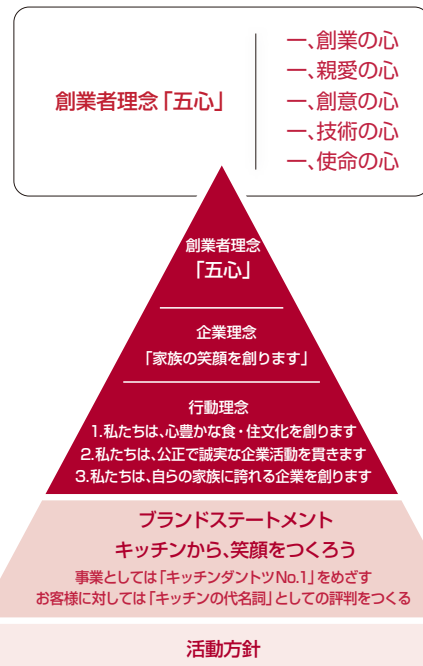 創業者理念「五心」
一、創業の心
一、親愛の心
一、創意の心
一、技術の心
一、使命の心
創業者理念
「五心」
企業理念
「家族の笑顔を創ります」
行動理念
1.私たちは、心豊かな食・住文化を創ります
2.私たちは、公正で誠実な企業活動を貫きます
3.私たちは、自らの家族に誇れる企業を創ります
ブランドステートメント
キッチンから、笑顔をつくろう
事業としては「キッチンダントツNo.1」をめざす
お客様に対しては「キッチンの代名詞」としての評判をつくる
活動方針